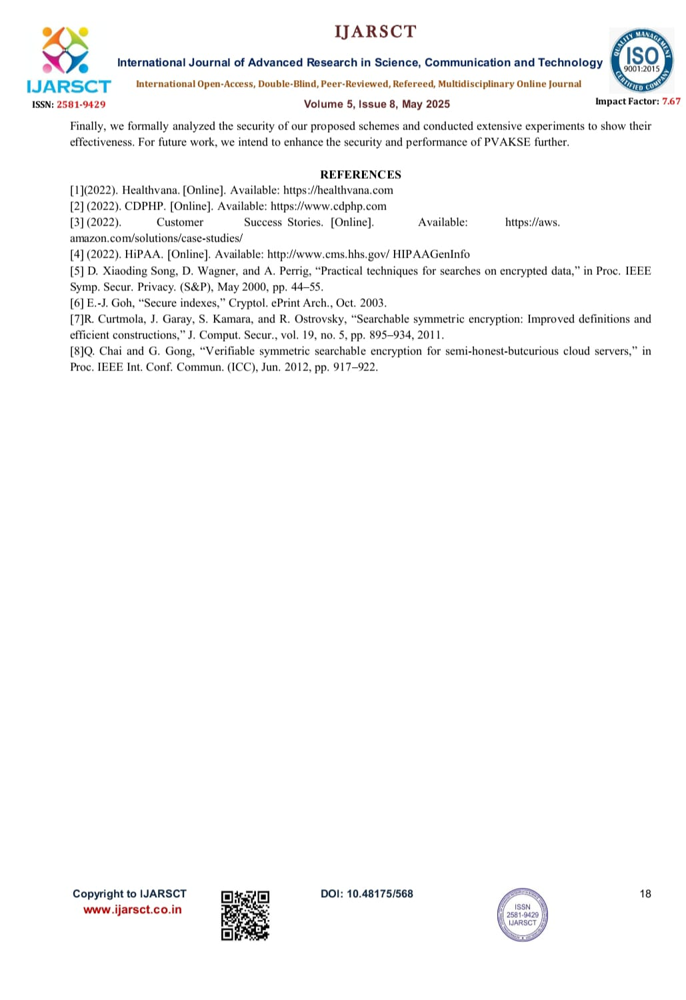 IJARSCT
International Journal of Advanced Research in Science, Communication and Technology
International Open-Access, Double-Blind, Peer-Reviewed, Refereed, Multidisciplinary Online Journal
IJARSCT
ISSN: 2581-9429
Volume 5, Issue 8, May 2025
QUALITY MANAGEMENT
ISO
9001:2015
CERTIFIED COMPANY
Impact Factor: 7.67
Finally, we formally analyzed the security of our proposed schemes and conducted extensive experiments to show their
effectiveness. For future work, we intend to enhance the security and performance of PVAKSE further.
REFERENCES
[1](2022). Healthvana. [Online]. Available: https://healthvana.com
[2] (2022). CDPHP. [Online]. Available: https://www.cdphp.com
[3] (2022). Customer Success Stories. [Online]. Available: https://aws.
amazon.com/solutions/case-studies/
[4] (2022). HiPAA. [Online]. Available: http://www.cms.hhs.gov/ HIPAAGenInfo
[5] D. Xiaoding Song, D. Wagner, and A. Perrig, “Practical techniques for searches on encrypted data,” in Proc. IEEE
Symp. Secur. Privacy. (S&P), May 2000, pp. 44–55.
[6] E.-J. Goh, “Secure indexes,” Cryptol. ePrint Arch., Oct. 2003.
[7]R. Curtmola, J. Garay, S. Kamara, and R. Ostrovsky, “Searchable symmetric encryption: Improved definitions and
efficient constructions,” J. Comput. Secur., vol. 19, no. 5, pp. 895–934, 2011.
[8]Q. Chai and G. Gong, “Verifiable symmetric searchable encryption for semi-honest-butcurious cloud servers,” in
Proc. IEEE Int. Conf. Commun. (ICC), Jun. 2012, pp. 917–922.
Copyright to IJARSCT
www.ijarsct.co.in
DOI: 10.48175/568
ISSN
2581-9429
IJARSCT
18